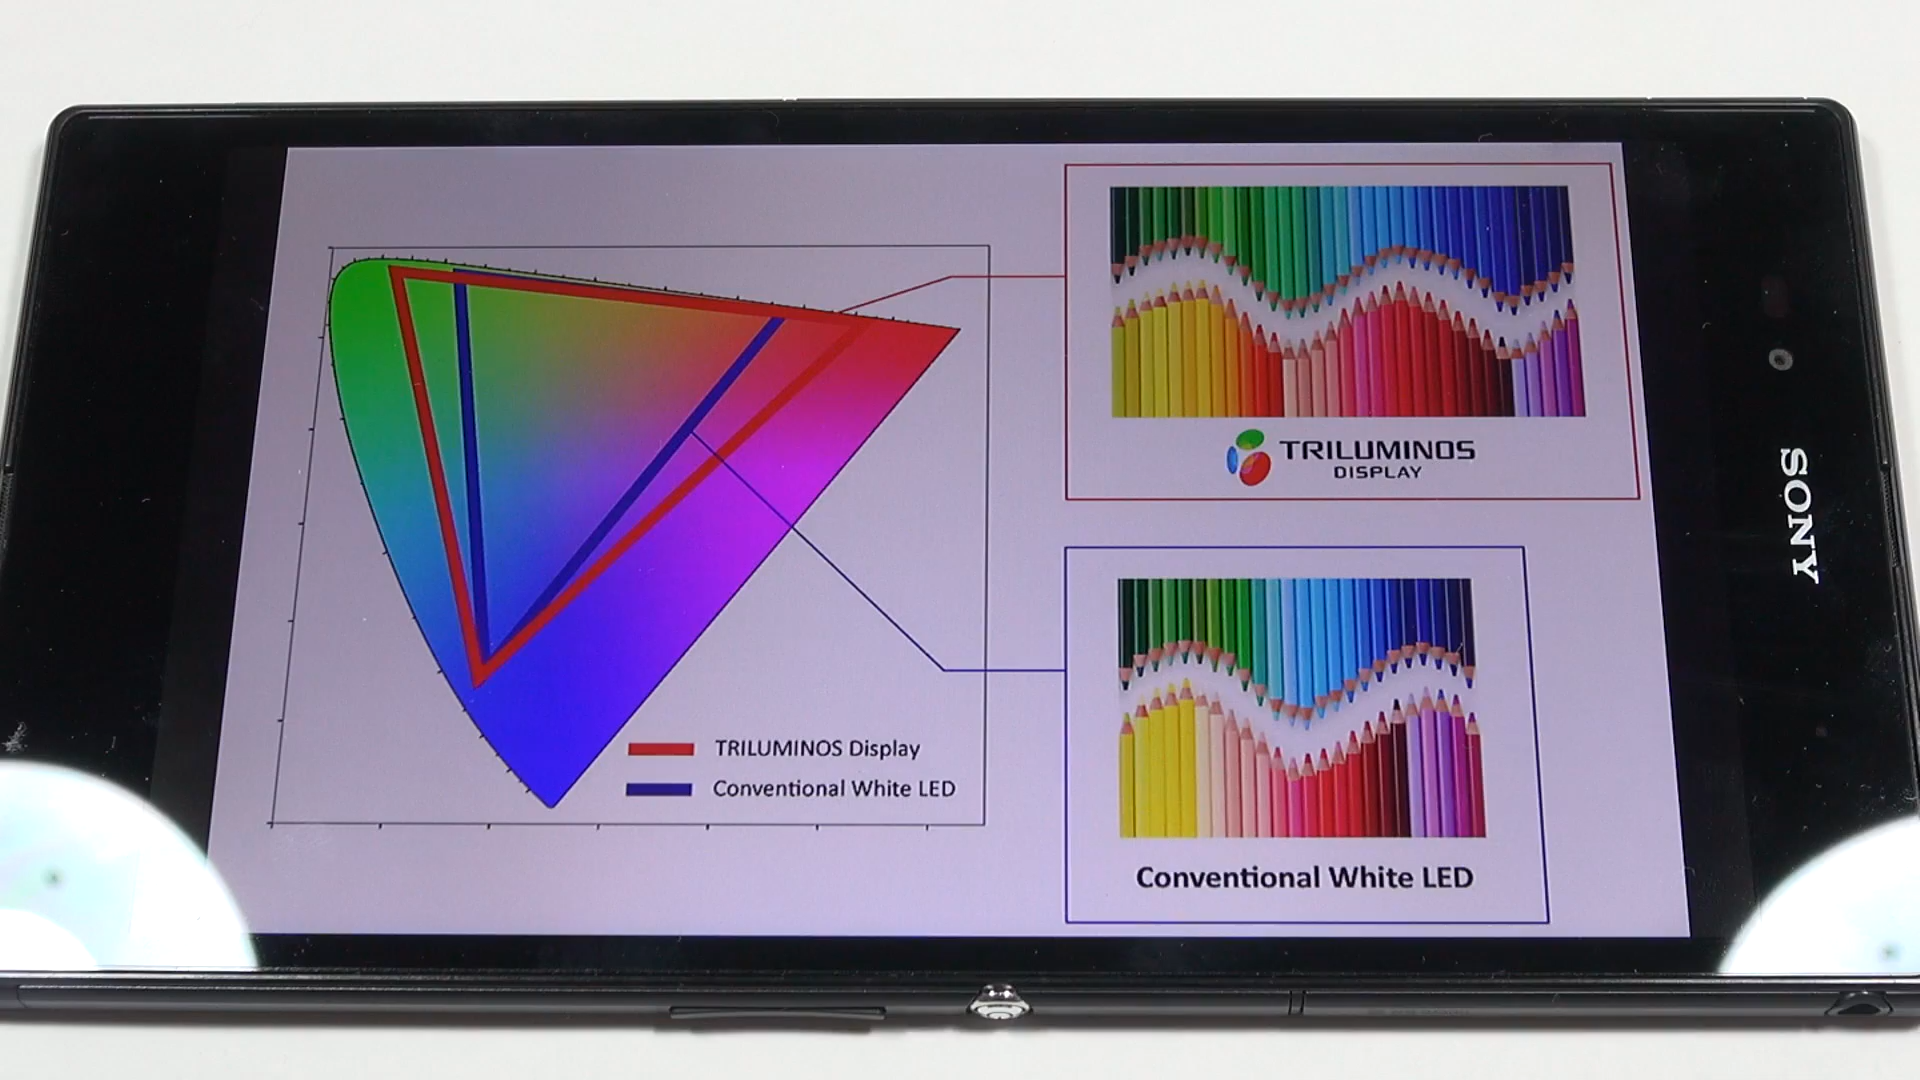 TRILUMINOS
DISPLAY
SONY
TRILUMINOS Display
Conventional White LED
Conventional White LED